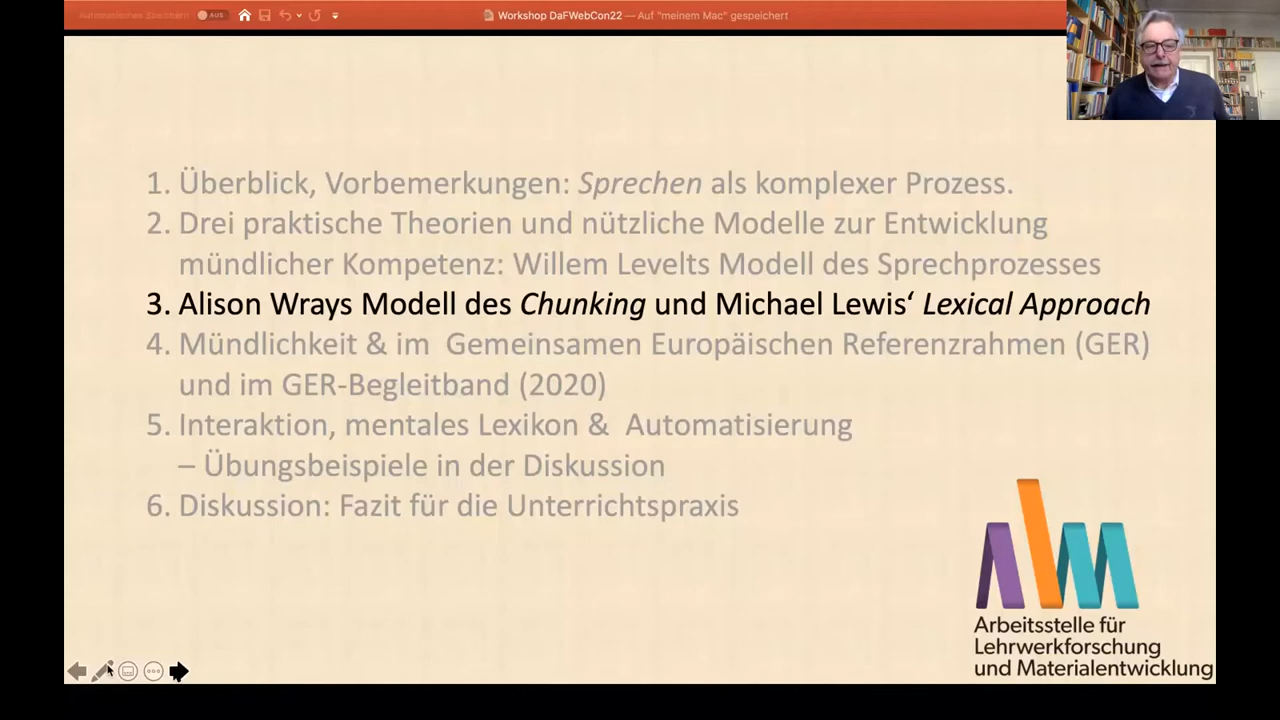 Automatisches Speichern AUS Workshop DaFWebCon22 — Auf "meinem Mac" gespeichert
1. Überblick, Vorbemerkungen: Sprechen als komplexer Prozess.
2. Drei praktische Theorien und nützliche Modelle zur Entwicklung
mündlicher Kompetenz: Willem Levelts Modell des Sprechprozesses
3. Alison Wrays Modell des Chunking und Michael Lewis‘ Lexical Approach
4. Mündlichkeit & im Gemeinsamen Europäischen Referenzrahmen (GER)
und im GER-Begleitband (2020)
5. Interaktion, mentales Lexikon & Automatisierung
– Übungsbeispiele in der Diskussion
6. Diskussion: Fazit für die Unterrichtspraxis
Arbeitsstelle für
Lehrwerkforschung
und Materialentwicklung